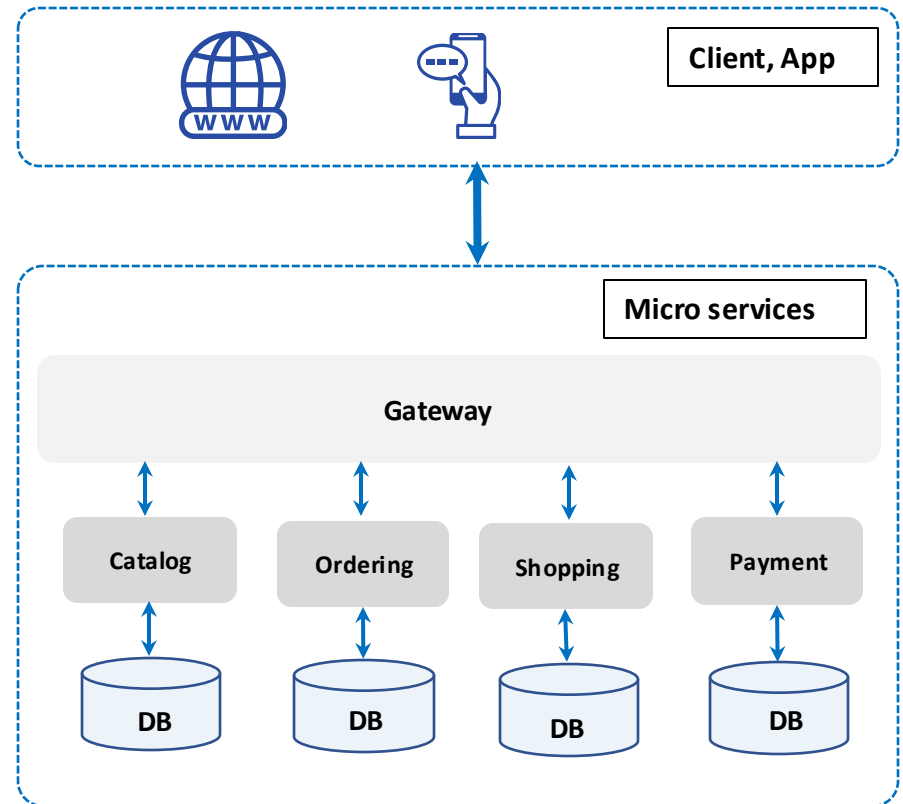 WWW
Client, App
Micro services
Gateway
Catalog
Ordering
Shopping
Payment
DB
DB
DB
DB